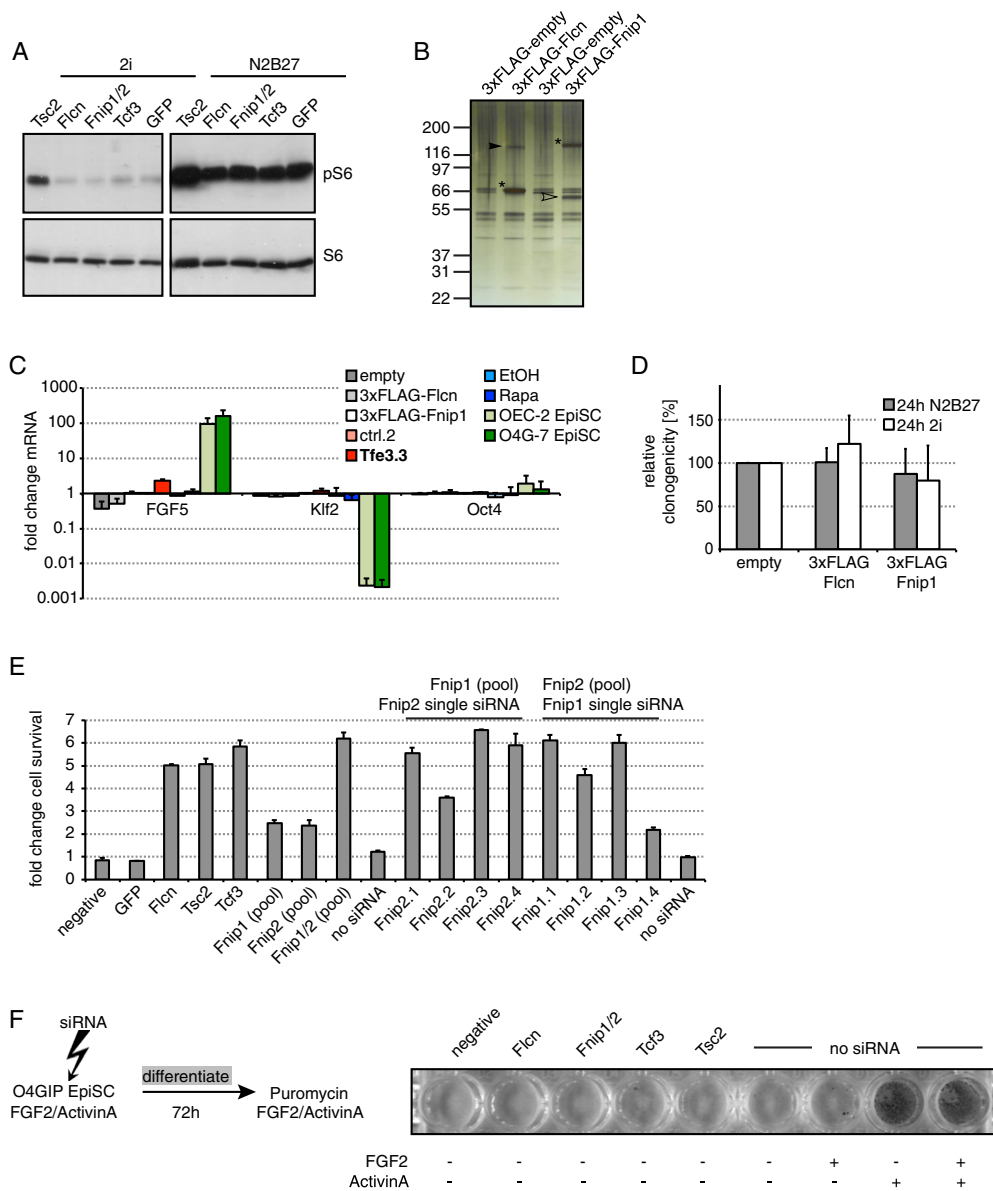 A
2i
N2B27
Tsc2
Flcn
Fnip1/2
Tcf3
GFP
Tsc2
Flcn
Fnip1/2
Tcf3
GFP
pS6
S6
B
3xFLAG-empty
3xFLAG-Flcn
3xFLAG-empty
3xFLAG-Fnip1
200
116
97
66
55
37
31
22
*
*
C
fold change mRNA
1000
100
10
1
0.1
0.01
0.001
empty
3xFLAG-Flcn
3xFLAG-Fnip1
ctrl.2
Tfe3.3
EtOH
Rapa
OEC-2 EpiSC
O4G-7 EpiSC
FGF5
Klf2
Oct4
D
relative
clonogenicity [%]
150
100
50
0
24h N2B27
24h 2i
empty
3xFLAG
Flcn
3xFLAG
Fnip1
E
fold change cell survival
7
6
5
4
3
2
1
0
Fnip1 (pool)
Fnip2 single siRNA
Fnip2 (pool)
Fnip1 single siRNA
negative
GFP
Flcn
Tsc2
Tcf3
Fnip1 (pool)
Fnip2 (pool)
Fnip1/2 (pool)
no siRNA
Fnip2.1
Fnip2.2
Fnip2.3
Fnip2.4
Fnip1.1
Fnip1.2
Fnip1.3
Fnip1.4
no siRNA
F
siRNA
O4GIP EpiSC
FGF2/ActivinA
differentiate
72h
Puromycin
FGF2/ActivinA
negative
Flcn
Fnip1/2
Tcf3
Tsc2
no siRNA
FGF2 - - - - - - + - +
ActivinA - - - - - - - + +